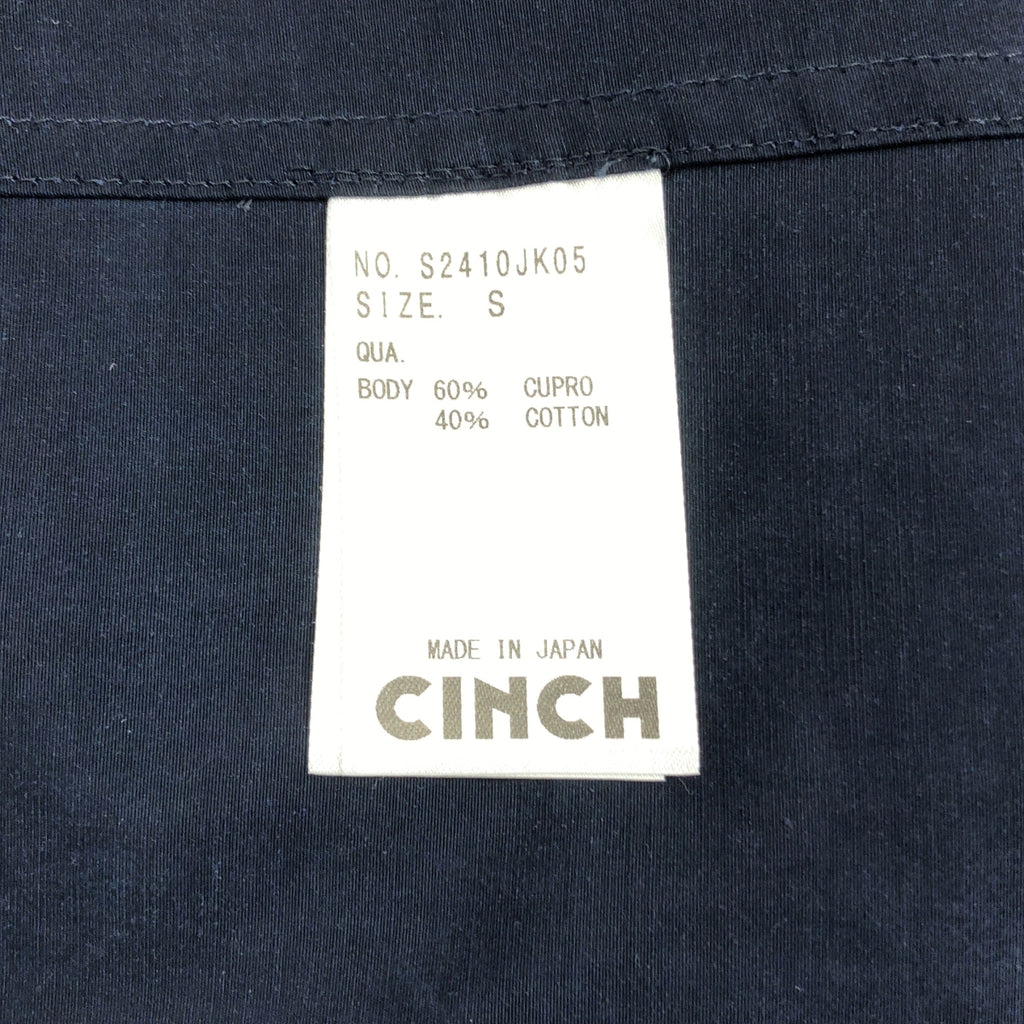 NO. S2410JK05
SIZE. S
QUA.
BODY 60% CUPRO
40% COTTON
MADE IN JAPAN
CINCH